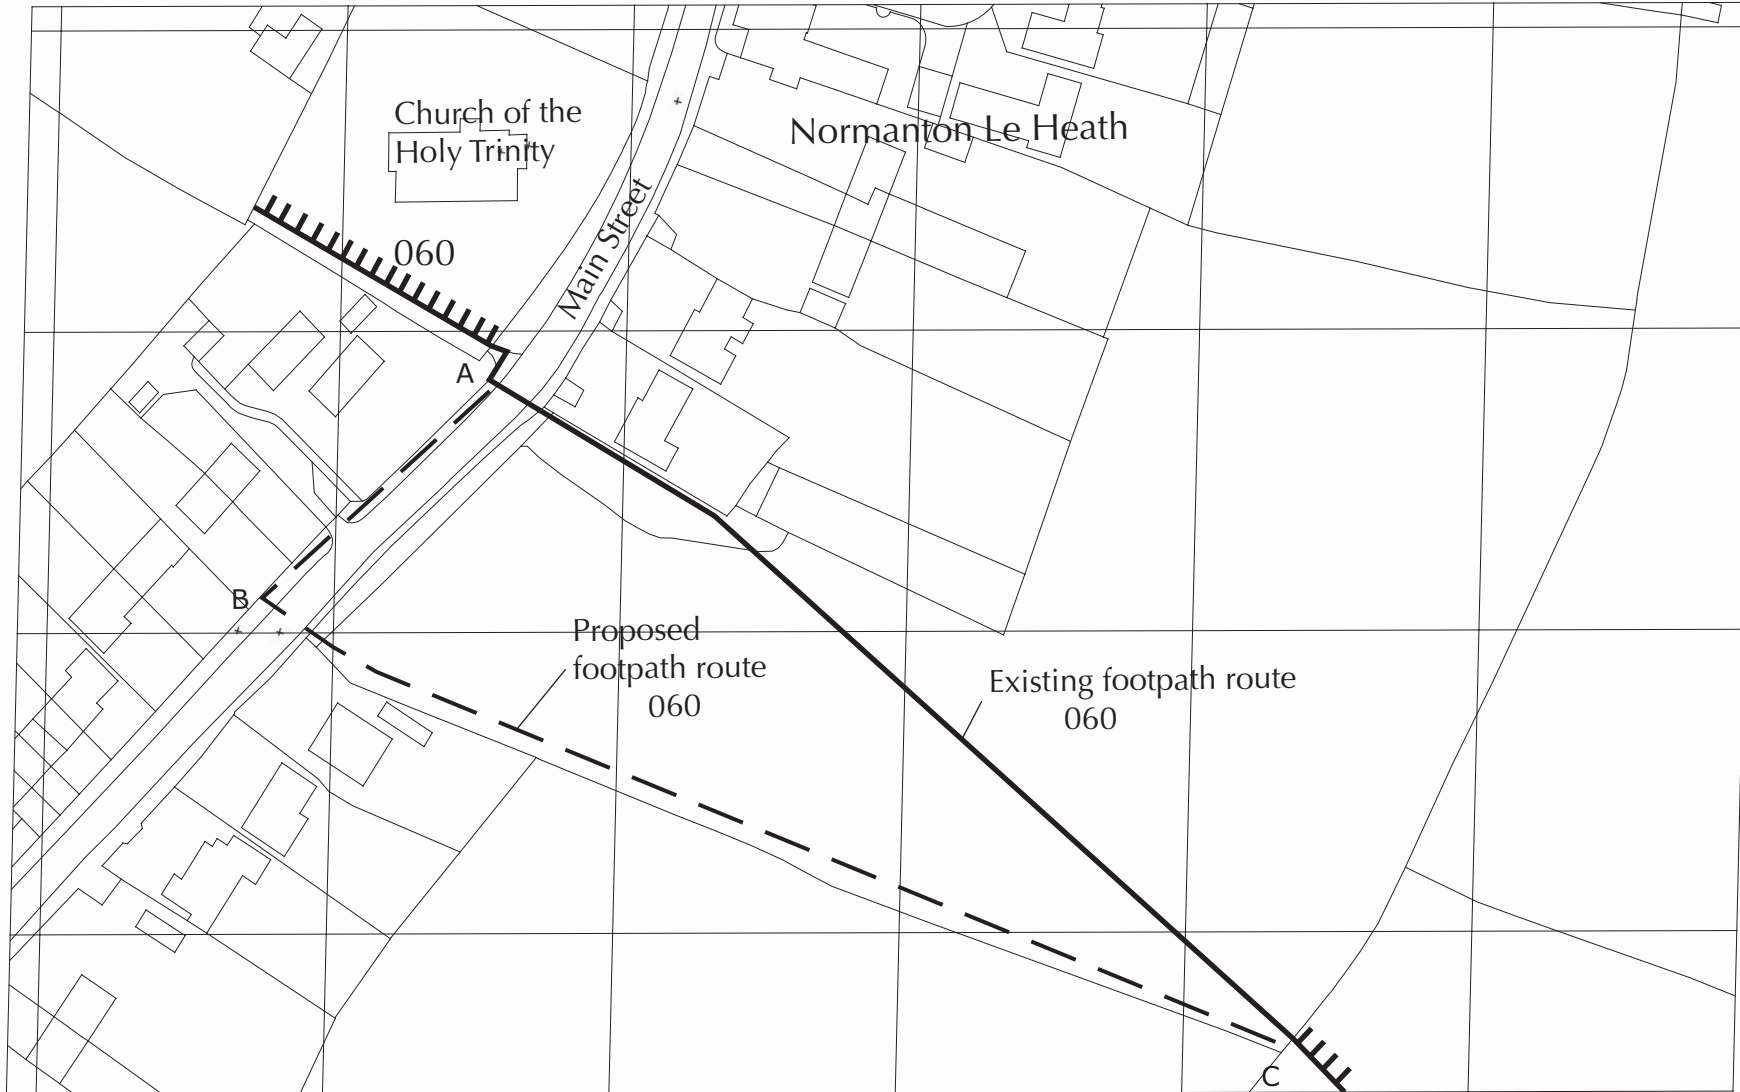 Church of the
Holy Trinity
Normanton Le Heath
Main Street
060
A
B
Proposed
footpath route
060
Existing footpath route
060
C